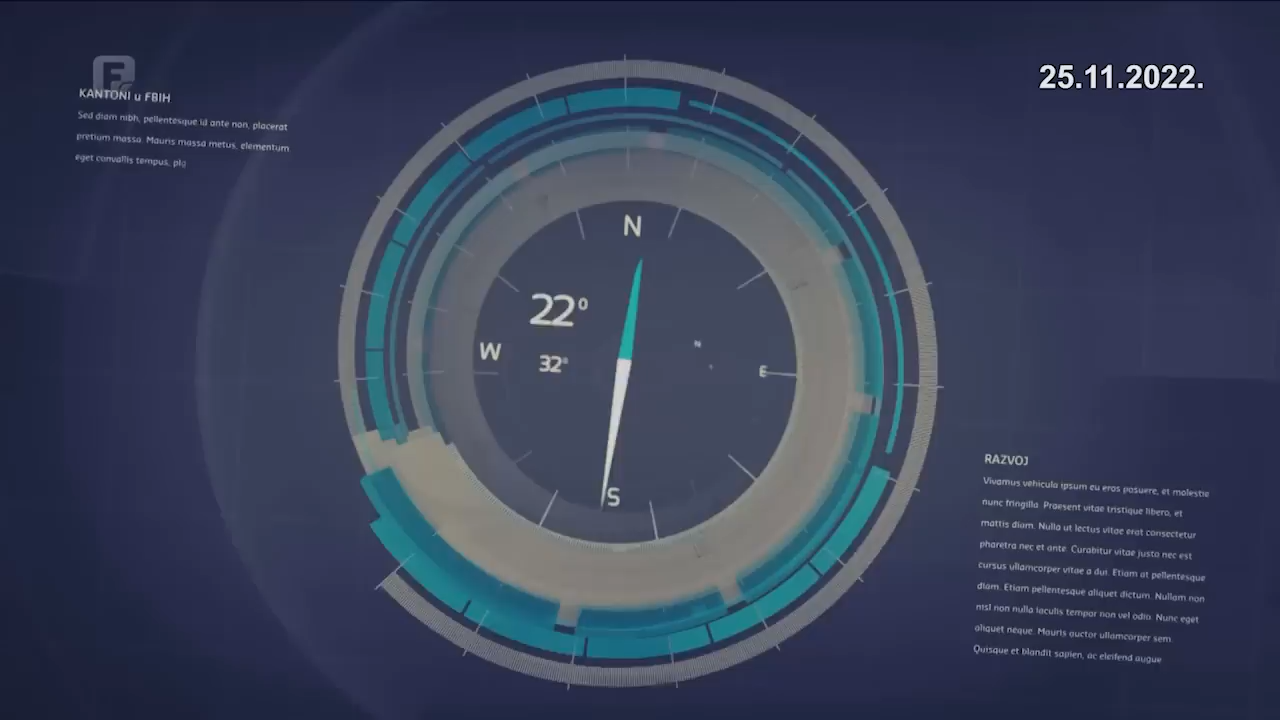 F
25.11.2022.
KANTONI u FBIH
Sed diam nibh, pellentesque id ante non, placerat
pretium massa. Mauris massa metus, elementum
eget convallis tempus, plg
N
22°
32°
W
N
E
S
RAZVOJ
Vivamus vehicula ipsum eu eros posuere, et molestie
nunc fringilla. Praesent vitae tristique libero, et
mattis diam. Nulla ut lectus vitae erat consectetur
pharetra nec et ante. Curabitur vitae justo nec est
cursus ullamcorper vitae a dui. Etiam at pellentesque
diam. Etiam pellentesque aliquet dictum. Nullam non
nisl non nulla iaculis tempor non vel odio. Nunc eget
aliquet neque. Mauris auctor ullamcorper sem.
Quisque et blandit sapien, ac eleifend augue